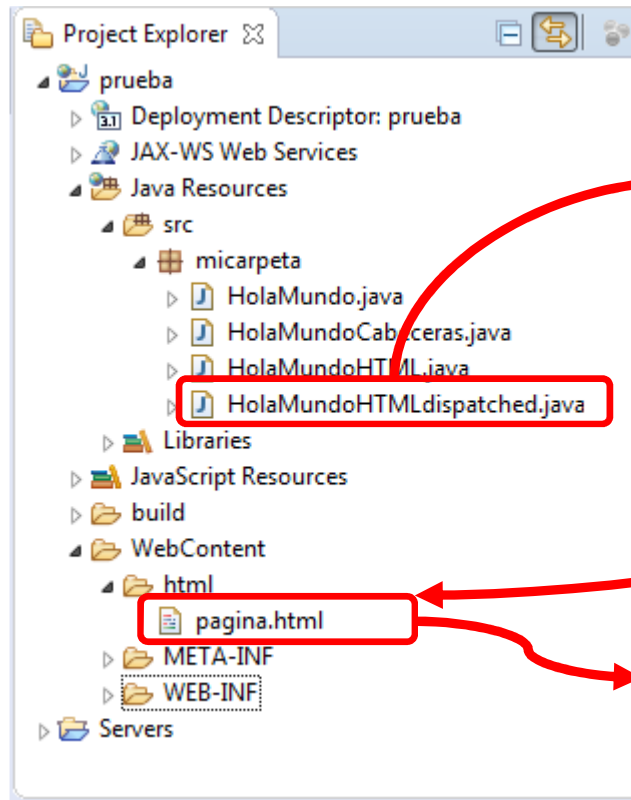 Project Explorer
prueba
Deployment Descriptor: prueba
JAX-WS Web Services
Java Resources
src
micarpeta
HolaMundo.java
HolaMundoCabeceras.java
HolaMundoHTML.java
HolaMundoHTMLdispatched.java
Libraries
JavaScript Resources
build
WebContent
html
pagina.html
META-INF
WEB-INF
Servers